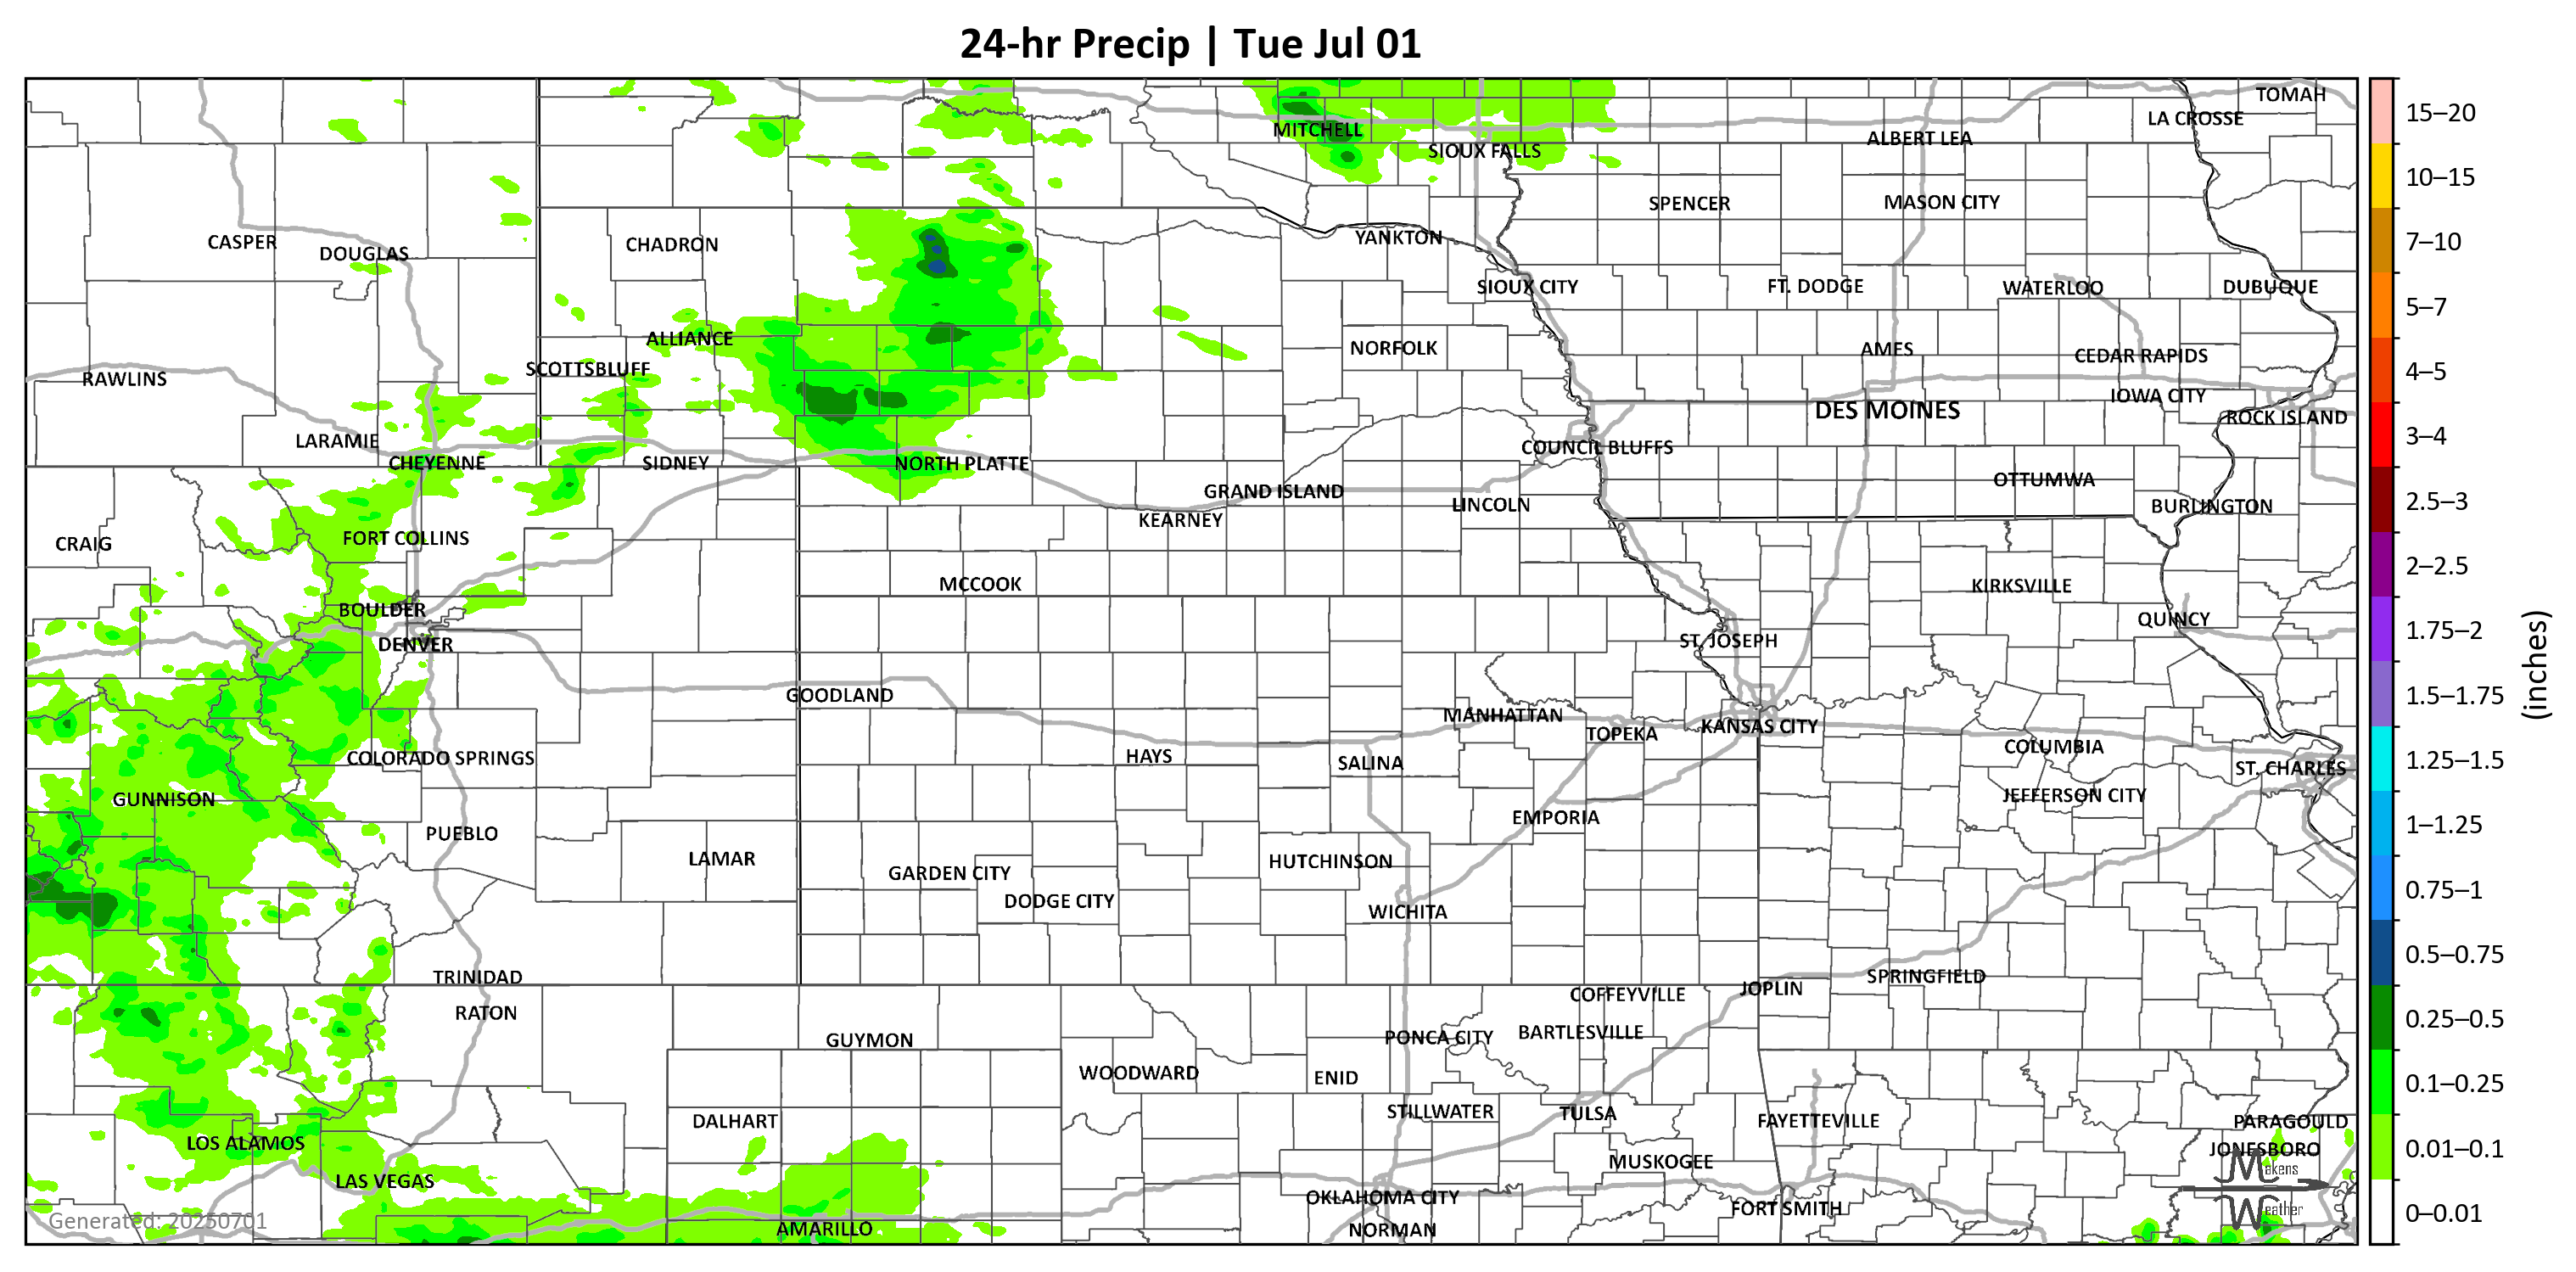 24-hr Precip | Tue Jul 01
TOMAH
LA CROSSE
MITCHELL
ALBERT LEA
SIOUX FALLS
SPENCER
MASON CITY
YANKTON
CASPER
CHADRON
DOUGLAS
SIOUX CITY
FT. DODGE
WATERLOO
DUBUQUE
ALLIANCE
NORFOLK
AMES
CEDAR RAPIDS
SCOTTSBLUFF
RAWLINS
IOWA CITY
DES MOINES
ROCK ISLAND
LARAMIE
COUNCIL BLUFFS
CHEYENNE
SIDNEY
NORTH PLATTE
OTTUMWA
GRAND ISLAND
LINCOLN
BURLINGTON
KEARNEY
FORT COLLINS
CRAIG
MCCOOK
KIRKSVILLE
BOULDER
QUINCY
DENVER
ST. JOSEPH
GOODLAND
MANHATTAN
TOPEKA
KANSAS CITY
COLUMBIA
COLORADO SPRINGS
HAYS
SALINA
ST. CHARLES
GUNNISON
JEFFERSON CITY
EMPORIA
PUEBLO
LAMAR
HUTCHINSON
GARDEN CITY
DODGE CITY
WICHITA
TRINIDAD
SPRINGFIELD
JOPLIN
COFFEYVILLE
RATON
BARTLESVILLE
PONCA CITY
GUYMON
WOODWARD
ENID
STILLWATER
TULSA
DALHART
FAYETTEVILLE
PARAGOULD
LOS ALAMOS
JONESBORO
MUSKOGEE
LAS VEGAS
OKLAHOMA CITY
FORT SMITH
AMARILLO
NORMAN
Generated: 20250701
Makens
Weather
15–20
10–15
7–10
5–7
4–5
3–4
2.5–3
2–2.5
1.75–2
1.5–1.75
1.25–1.5
1–1.25
0.75–1
0.5–0.75
0.25–0.5
0.1–0.25
0.01–0.1
0–0.01
(inches)